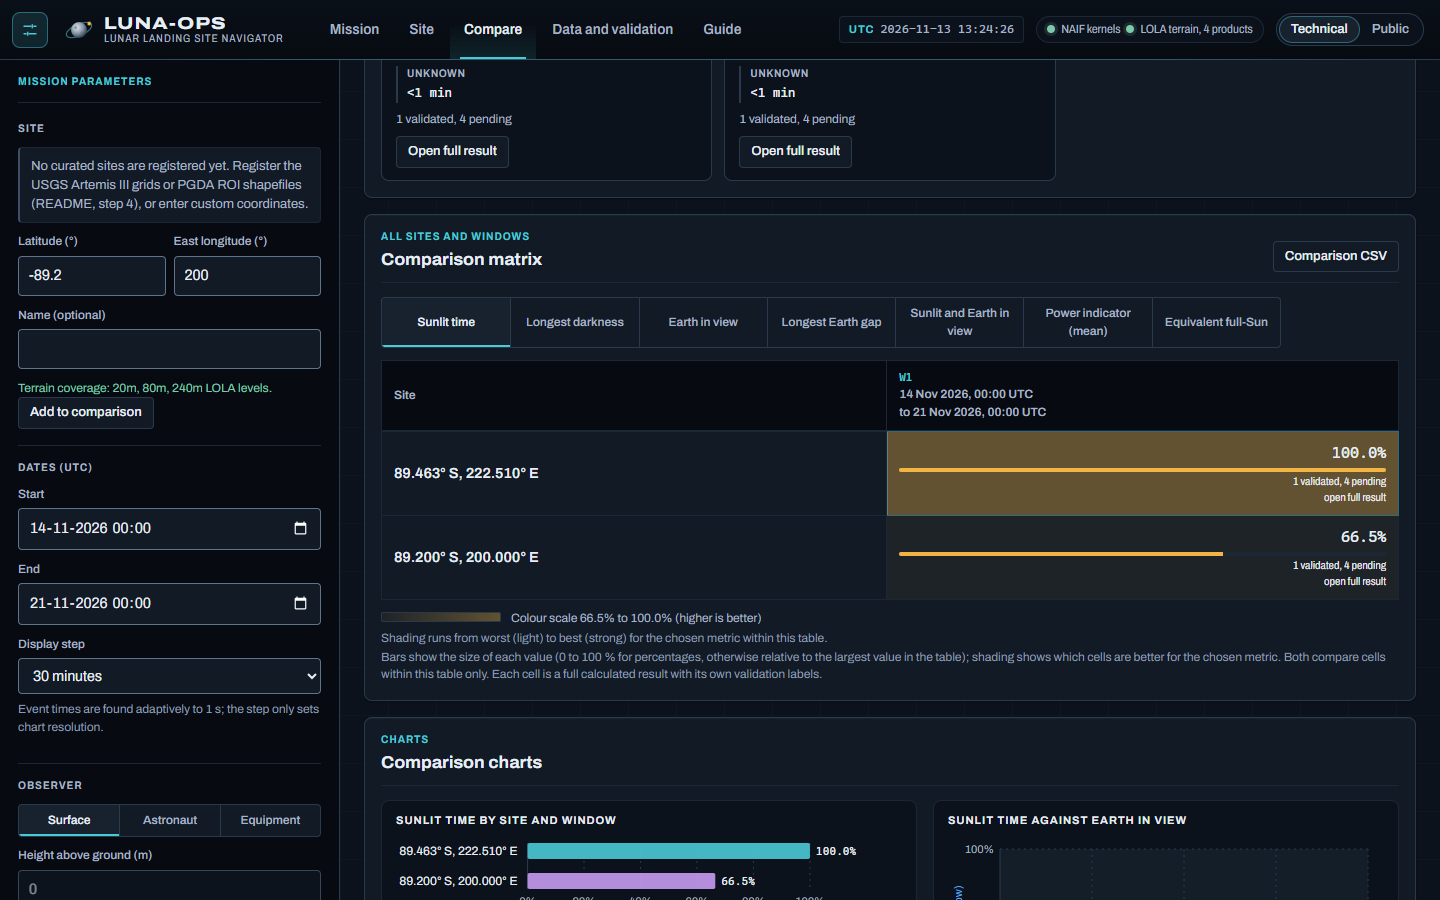 LUNA-OPS
LUNAR LANDING SITE NAVIGATOR
Mission
Site
Compare
Data and validation
Guide
UTC 2026-11-13 13:24:26
NAIF kernels
LOLA terrain, 4 products
Technical
Public
MISSION PARAMETERS
SITE
No curated sites are registered yet. Register the
USGS Artemis III grids or PGDA ROI shapefiles
(README, step 4), or enter custom coordinates.
Latitude (°)
East longitude (°)
-89.2
200
Name (optional)
Terrain coverage: 20m, 80m, 240m LOLA levels.
Add to comparison
DATES (UTC)
Start
14-11-2026 00:00
End
21-11-2026 00:00
Display step
30 minutes
Event times are found adaptively to 1 s; the step only sets
chart resolution.
OBSERVER
Surface
Astronaut
Equipment
Height above ground (m)
0
UNKNOWN
<1 min
1 validated, 4 pending
Open full result
UNKNOWN
<1 min
1 validated, 4 pending
Open full result
ALL SITES AND WINDOWS
Comparison matrix
Comparison CSV
Sunlit time
Longest darkness
Earth in view
Longest Earth gap
Sunlit and Earth in
view
Power indicator
(mean)
Equivalent full-Sun
Site
W1
14 Nov 2026, 00:00 UTC
to 21 Nov 2026, 00:00 UTC
89.463° S, 222.510° E
100.0%
1 validated, 4 pending
open full result
89.200° S, 200.000° E
66.5%
1 validated, 4 pending
open full result
Colour scale 66.5% to 100.0% (higher is better)
Shading runs from worst (light) to best (strong) for the chosen metric within this table.
Bars show the size of each value (0 to 100 % for percentages, otherwise relative to the largest value in the table); shading shows which cells are better for the chosen metric. Both compare cells
within this table only. Each cell is a full calculated result with its own validation labels.
CHARTS
Comparison charts
SUNLIT TIME BY SITE AND WINDOW
89.463° S, 222.510° E
100.0%
89.200° S, 200.000° E
66.5%
SUNLIT TIME AGAINST EARTH IN VIEW
100%